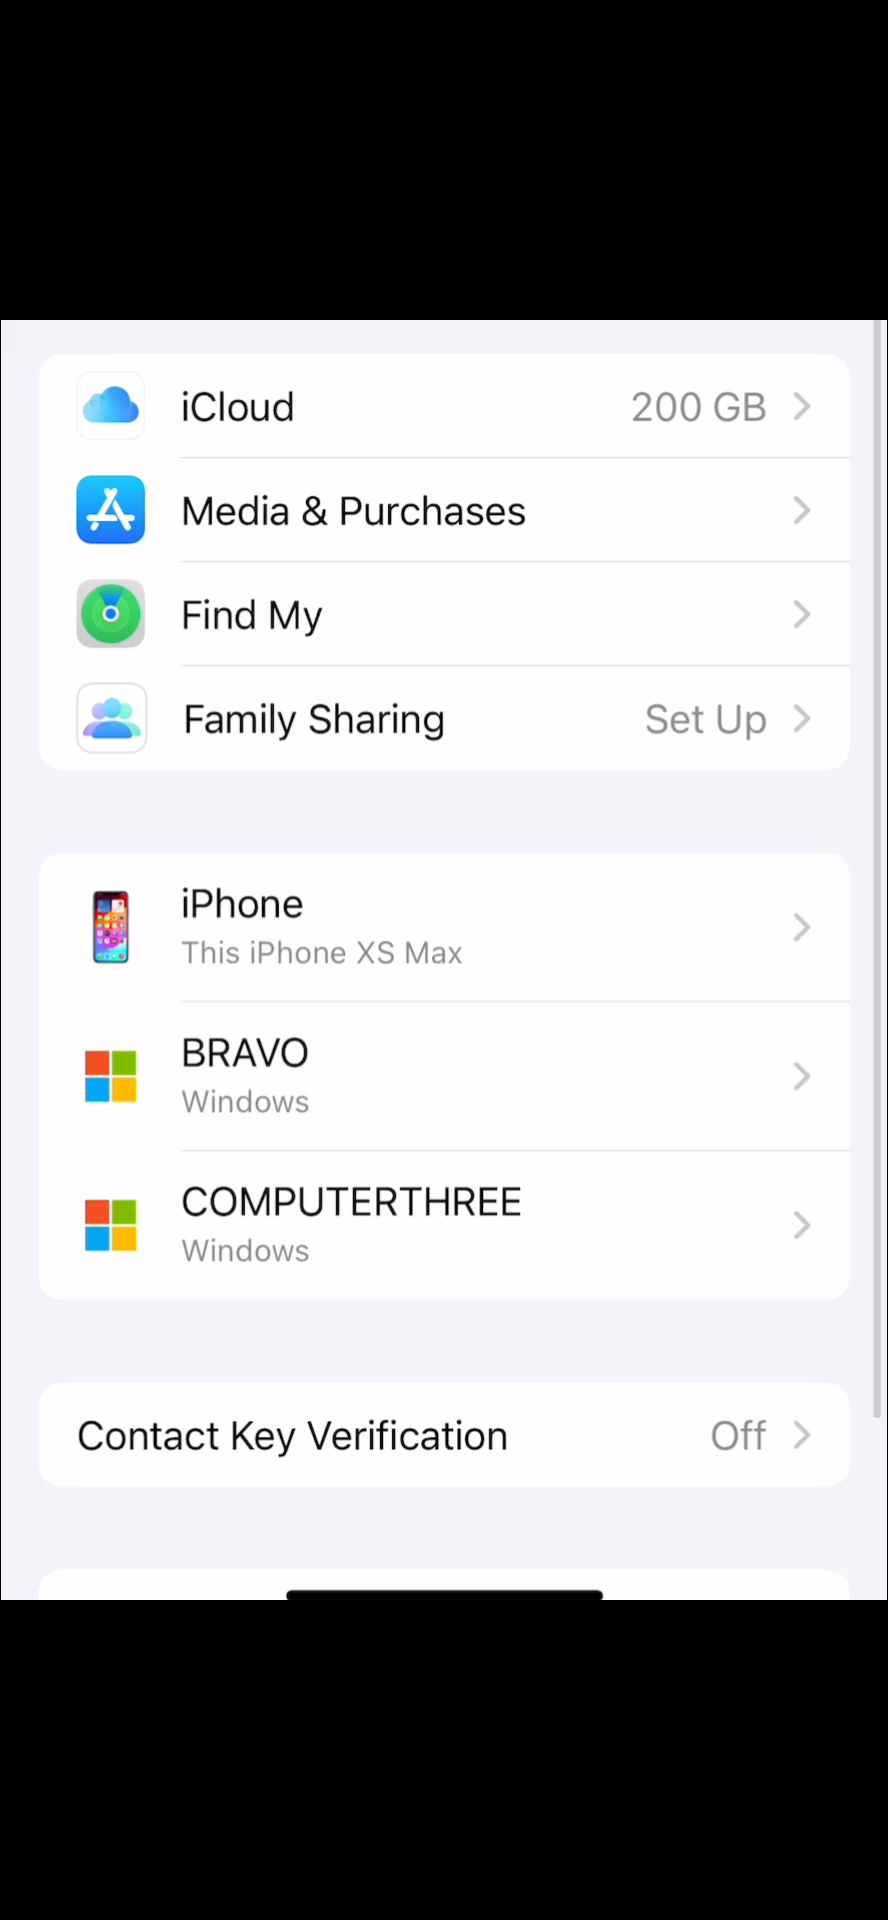 iCloud 200 GB
Media & Purchases
Find My
Family Sharing Set Up
iPhone
This iPhone XS Max
BRAVO
Windows
COMPUTERTHREE
Windows
Contact Key Verification Off